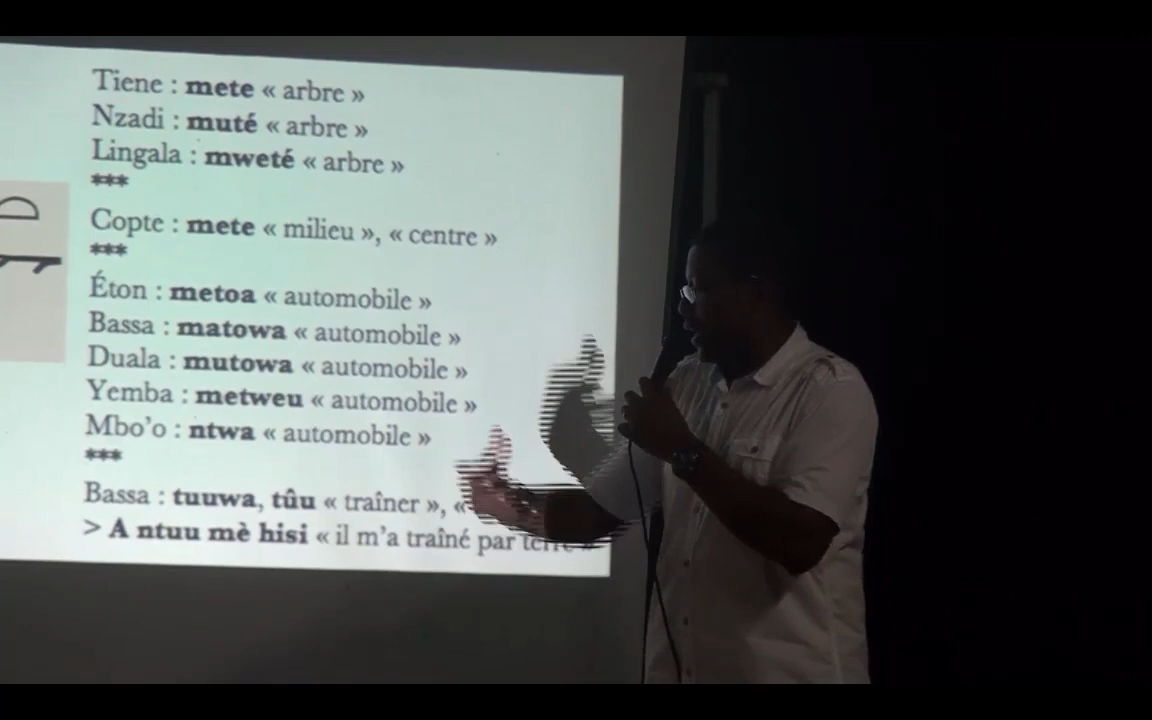 Tiene : mete « arbre »
Nzadi : muté « arbre »
Lingala : mweté « arbre »
***
Copte : mete « milieu », « centre »
***
Éton : metoa « automobile »
Bassa : matowa « automobile »
Duala : mutowa « automobile »
Yemba : metweu « automobile »
Mbo’o : ntwa « automobile »
***
Bassa : tuuwa, tûu « traîner », «
> A ntuu mè hisi « il m’a traîné par terre »